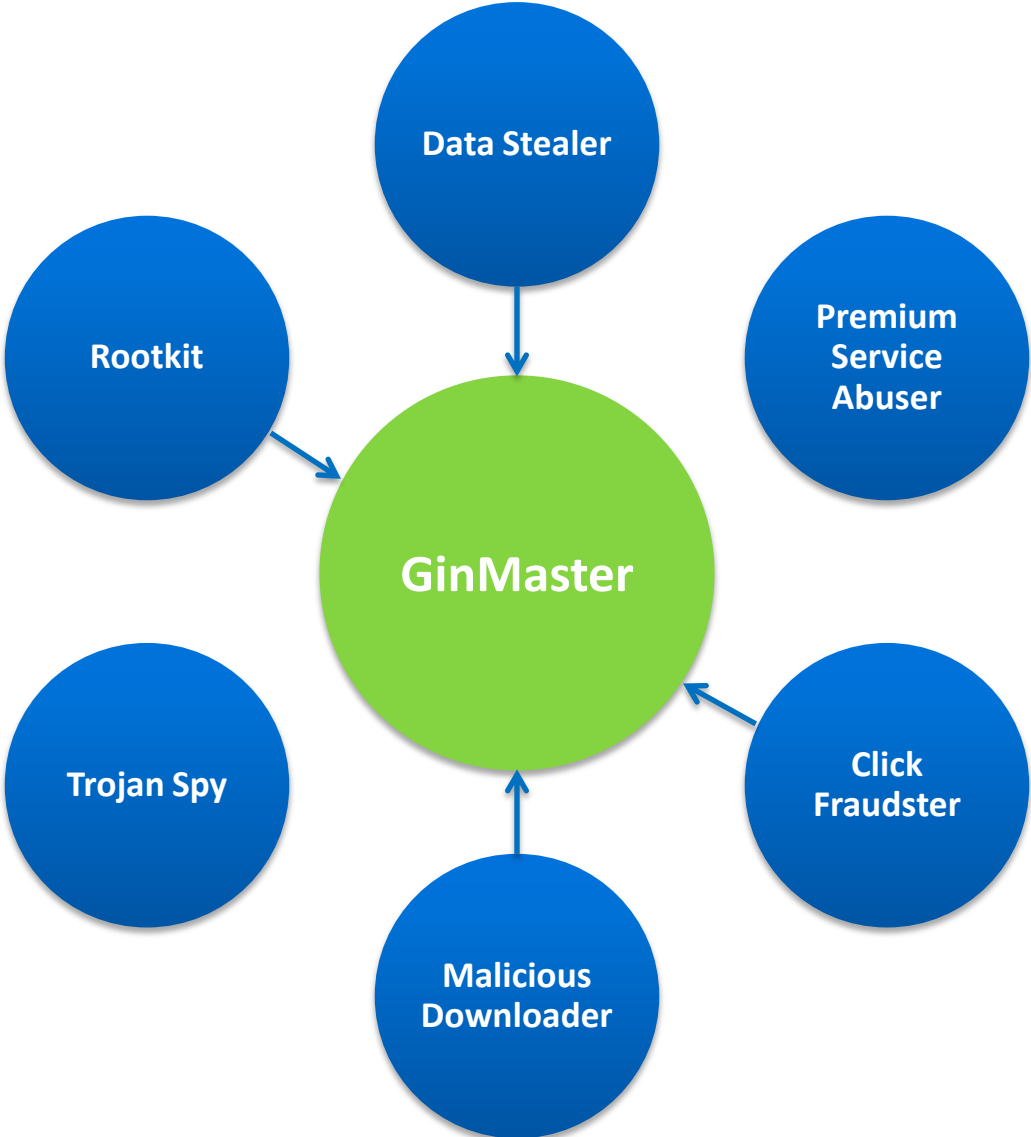 Data Stealer
Premium
Service
Abuser
Rootkit
GinMaster
Click
Fraudster
Trojan Spy
Malicious
Downloader